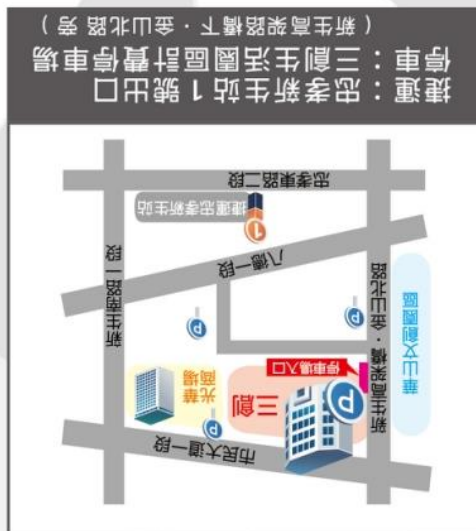 市民大道一段
P
三創
P
光華
商場
停車場入口
華山文創園區
新生高架橋・金山北路
P
P
新生南路一段
八德一段
1
捷運忠孝新生站
忠孝東路二段
捷運：忠孝新生站 1 號出口
停車：三創生活園區計費停車場
（新生高架路橋下・金山北路 旁）